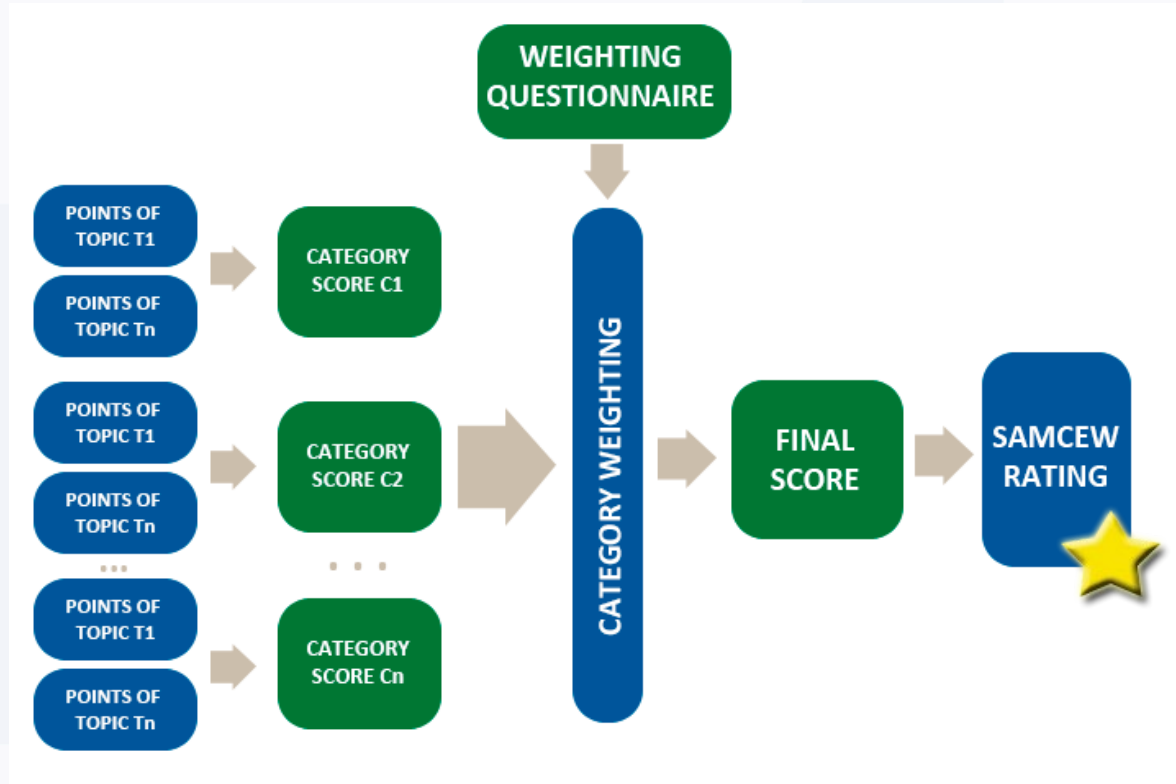 WEIGHTING
QUESTIONNAIRE
POINTS OF
TOPIC T1
POINTS OF
TOPIC Tn
CATEGORY
SCORE C1
POINTS OF
TOPIC T1
POINTS OF
TOPIC Tn
...
CATEGORY
SCORE C2
. . .
POINTS OF
TOPIC T1
POINTS OF
TOPIC Tn
CATEGORY
SCORE Cn
CATEGORY WEIGHTING
FINAL
SCORE
SAMCEW
RATING